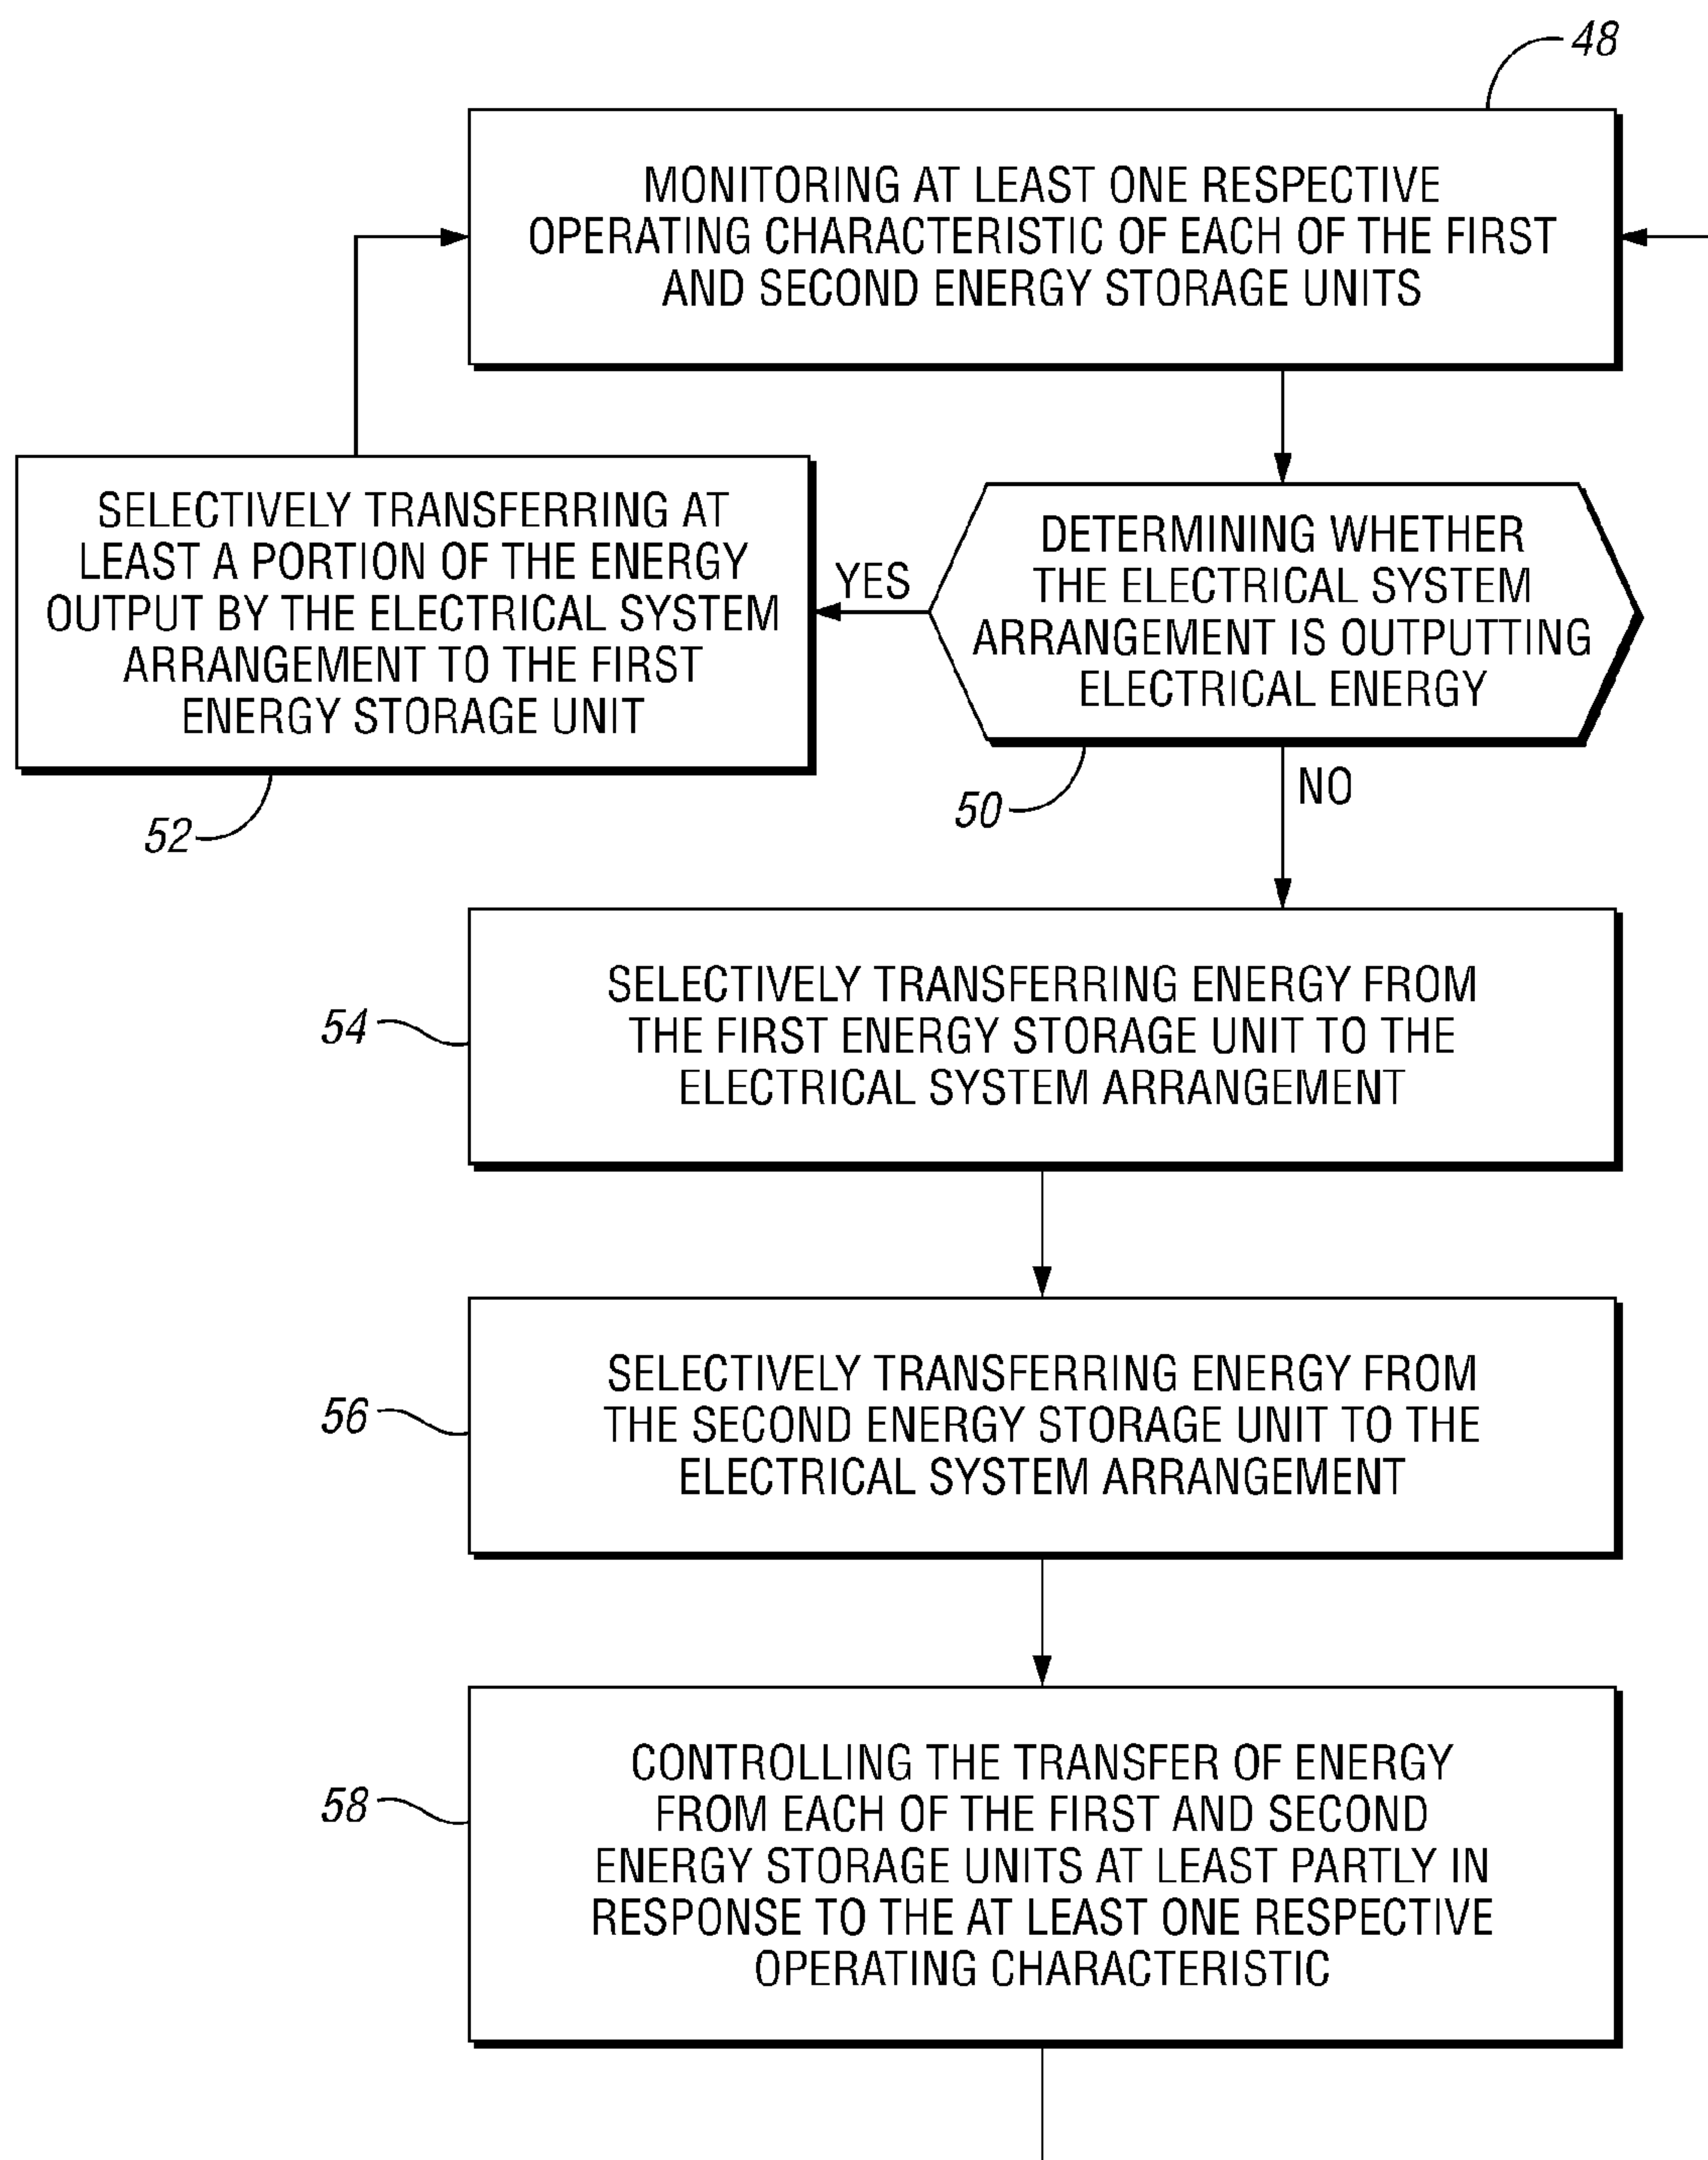 48
MONITORING AT LEAST ONE RESPECTIVE
OPERATING CHARACTERISTIC OF EACH OF THE FIRST
AND SECOND ENERGY STORAGE UNITS
SELECTIVELY TRANSFERRING AT
LEAST A PORTION OF THE ENERGY
OUTPUT BY THE ELECTRICAL SYSTEM
ARRANGEMENT TO THE FIRST
ENERGY STORAGE UNIT
52
YES
DETERMINING WHETHER
THE ELECTRICAL SYSTEM
ARRANGEMENT IS OUTPUTTING
ELECTRICAL ENERGY
50
NO
54
SELECTIVELY TRANSFERRING ENERGY FROM
THE FIRST ENERGY STORAGE UNIT TO THE
ELECTRICAL SYSTEM ARRANGEMENT
56
SELECTIVELY TRANSFERRING ENERGY FROM
THE SECOND ENERGY STORAGE UNIT TO THE
ELECTRICAL SYSTEM ARRANGEMENT
58
CONTROLLING THE TRANSFER OF ENERGY
FROM EACH OF THE FIRST AND SECOND
ENERGY STORAGE UNITS AT LEAST PARTLY IN
RESPONSE TO THE AT LEAST ONE RESPECTIVE
OPERATING CHARACTERISTIC